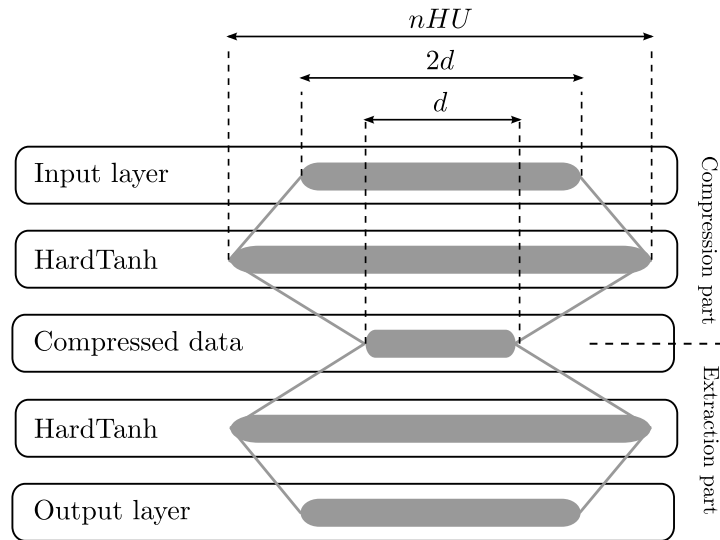 nHU
2d
d
Input layer
HardTanh
Compressed data
HardTanh
Output layer
Compression part
Extraction part